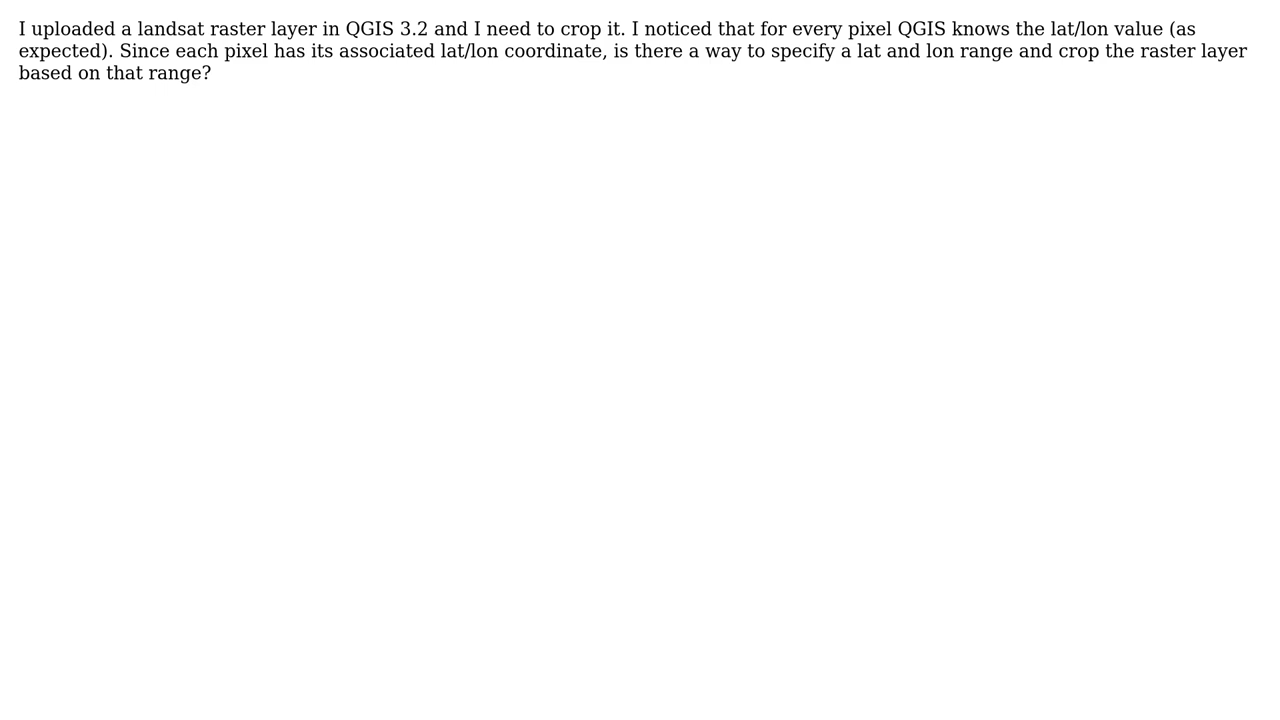 I uploaded a landsat raster layer in QGIS 3.2 and I need to crop it. I noticed that for every pixel QGIS knows the lat/lon value (as
expected). Since each pixel has its associated lat/lon coordinate, is there a way to specify a lat and lon range and crop the raster layer
based on that range?